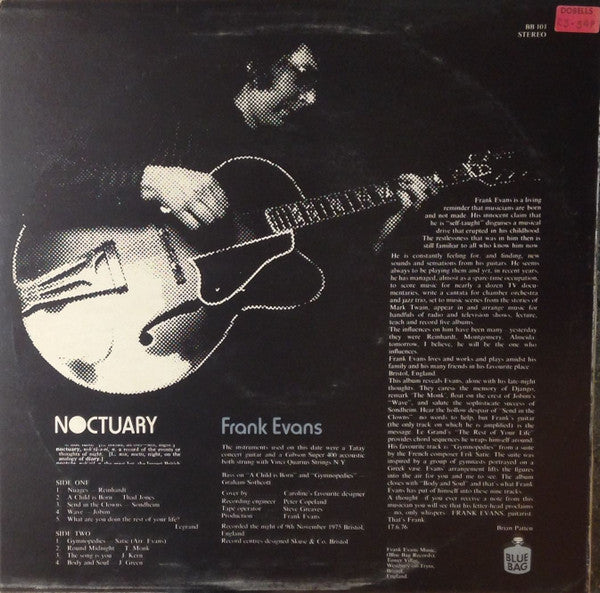 DOBELLS
BB 101
STEREO
Frank Evans is a living
reminder that musicians are born
and not made. His innocent claim that
he is "self-taught" disguises a musical
drive that erupted in his childhood.
The restlessness that was in him then is
still familiar to all who know him now.
He is constantly feeling for, and finding, new
sounds and sensations from his guitars. He seems
always to be playing them and yet, in recent years,
he has managed, almost as a spare-time occupation,
to score music for nearly a dozen TV docu-
mentaries, write a cantata for chamber orchestra
and jazz trio, set to music scenes from the stories of
Mark Twain, appear in and arrange music for
handfuls of radio and television shows, lecture,
teach and record five albums.
The influences on him have been many yesterday
they were Reinhardt, Montgomery, Almeida
tomorrow, I believe, he will be the one who
influences.
Frank Evans lives and works and plays amidst his
family and his many friends in his favourite place
Bristol, England
This album reveals Evans, alone with his late-night
thoughts. They caress the memory of Django,
remark 'The Monk', float on the crest of Jobim's
"Wave", and salute the sophisticate success of
Sondheim. Hear the hollow despair of "Send in the
Clowns" no words to help, but Frank's guitar
(the only track on which he is amplified) is the
message. Le Grand's "The Rest of Your Life"
provides chord sequences he wraps himself around.
His favourite track is "Gymnopedies" from a suite
by the French composer Erik Satie. The suite was
inspired by a group of gymnasts portrayed on a
Greek vase. Evans' arrangement lifts the figures
into the air for you and me to see. The album
closes with "Body and Soul" and that's what Frank
Evans has put of himself into these nine tracks.
A thought if you ever receive a note from this
musician you will see that his letter-head proclaims
no, only whispers FRANK EVANS, guitarist.
That's Frank
17.6.76 Brian Patten
NOCTUARY
noctuary, a record of the events or
thoughts of night.
analogy of diary.]
SIDE ONE
1 Nuages Reinhardt
2 A Child is Born Thad Jones
3 Send in the Clowns Sondheim
4 Wave Jobim
5 What are you doin the rest of your life?
Legrand
SIDE TWO
1 Gymnopedies Satie (Arr. Evans)
2 Round Midnight T. Monk
3 The song is you J. Kern
4 Body and Soul J. Green
Frank Evans
The instruments used on this date were a Tatay
concert guitar and a Gibson Super 400 acoustic
both strung with Vinci Quartus Strings N.Y
Bass on "A Child is Born" and "Gymnopedies"
Graham Sothcott
Cover by Caroline's favourite designer
Recording engineer Peter Copeland
Tape operator Steve Greaves
Production Frank Evans
Recorded the night of 9th November 1975 Bristol,
England
Record centres designed Skuse & Co. Bristol
Frank Evans Music,
(Blue Bag Records),
Tower Villa,
Westbury-on-Trym,
Bristol,
England.
BLUE
BAG